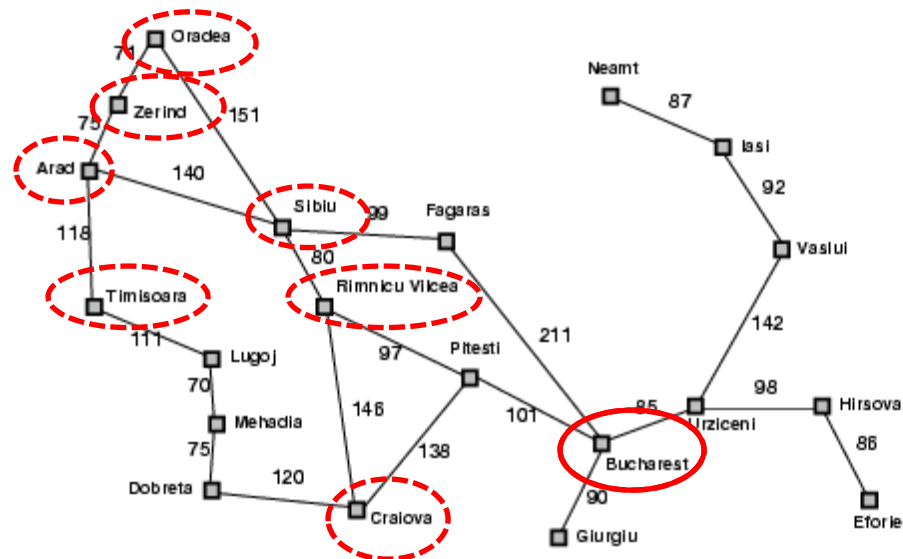 Oradea
71
Neamt
87
Zerind
151
75
Iasi
Arad
140
92
Sibiu
99
Fagaras
118
80
Vaslui
Timisoara
Rimnicu Vilcea
111
142
211
Lugoj
97
Pitesti
70
98
146
101
85
Hirsova
Mehadia
Urziceni
75
138
86
Bucharest
120
Dobreta
90
Craiova
Eforie
Giurgiu